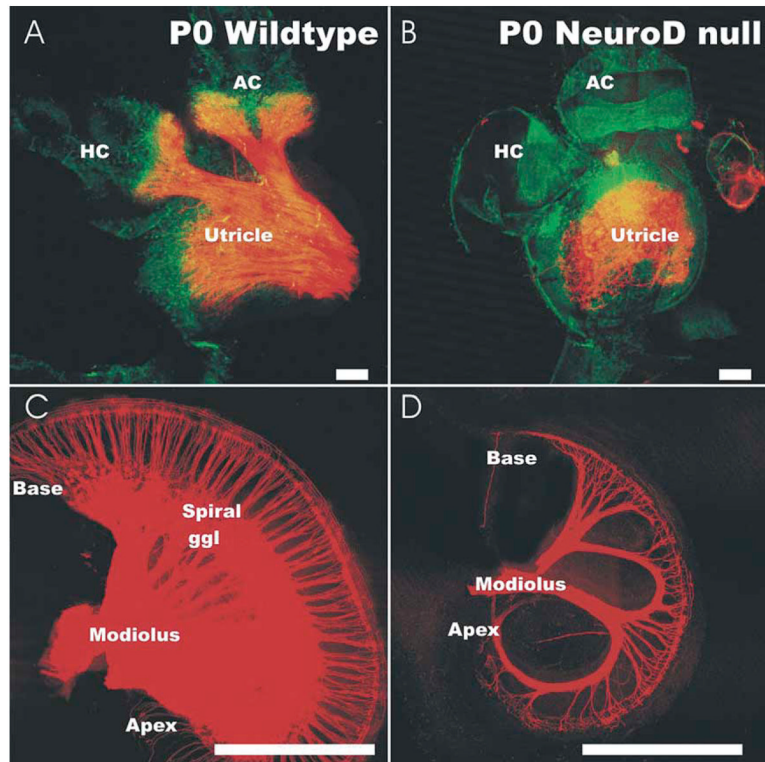 A
P0 Wildtype
AC
HC
Utricle
B
P0 NeuroD null
AC
HC
Utricle
C
Base
Spiral
ggl
Modiolus
Apex
D
Base
Modiolus
Apex